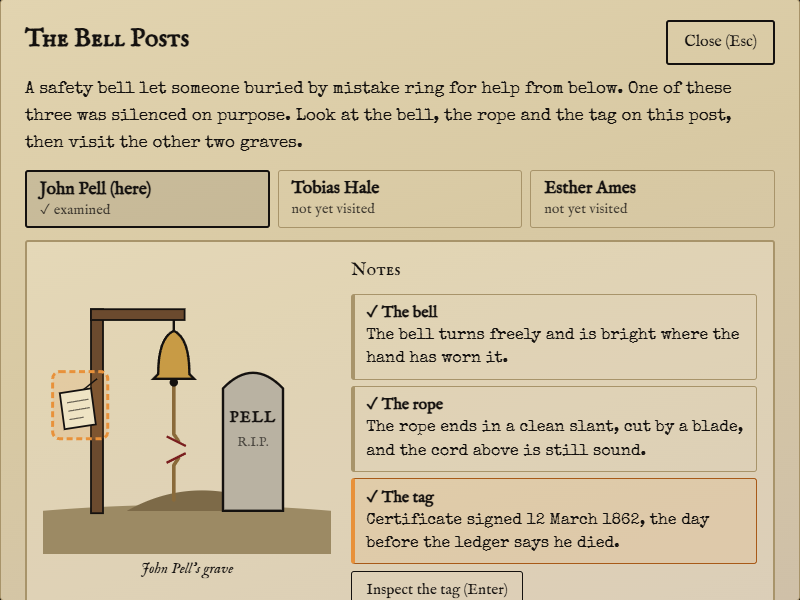 The Bell Posts
Close (Esc)
A safety bell let someone buried by mistake ring for help from below. One of these
three was silenced on purpose. Look at the bell, the rope and the tag on this post,
then visit the other two graves.
John Pell (here)
✓ examined
Tobias Hale
not yet visited
Esther Ames
not yet visited
PELL
R.I.P.
John Pell's grave
Notes
✓ The bell
The bell turns freely and is bright where the
hand has worn it.
✓ The rope
The rope ends in a clean slant, cut by a blade,
and the cord above is still sound.
✓ The tag
Certificate signed 12 March 1862, the day
before the ledger says he died.
Inspect the tag (Enter)